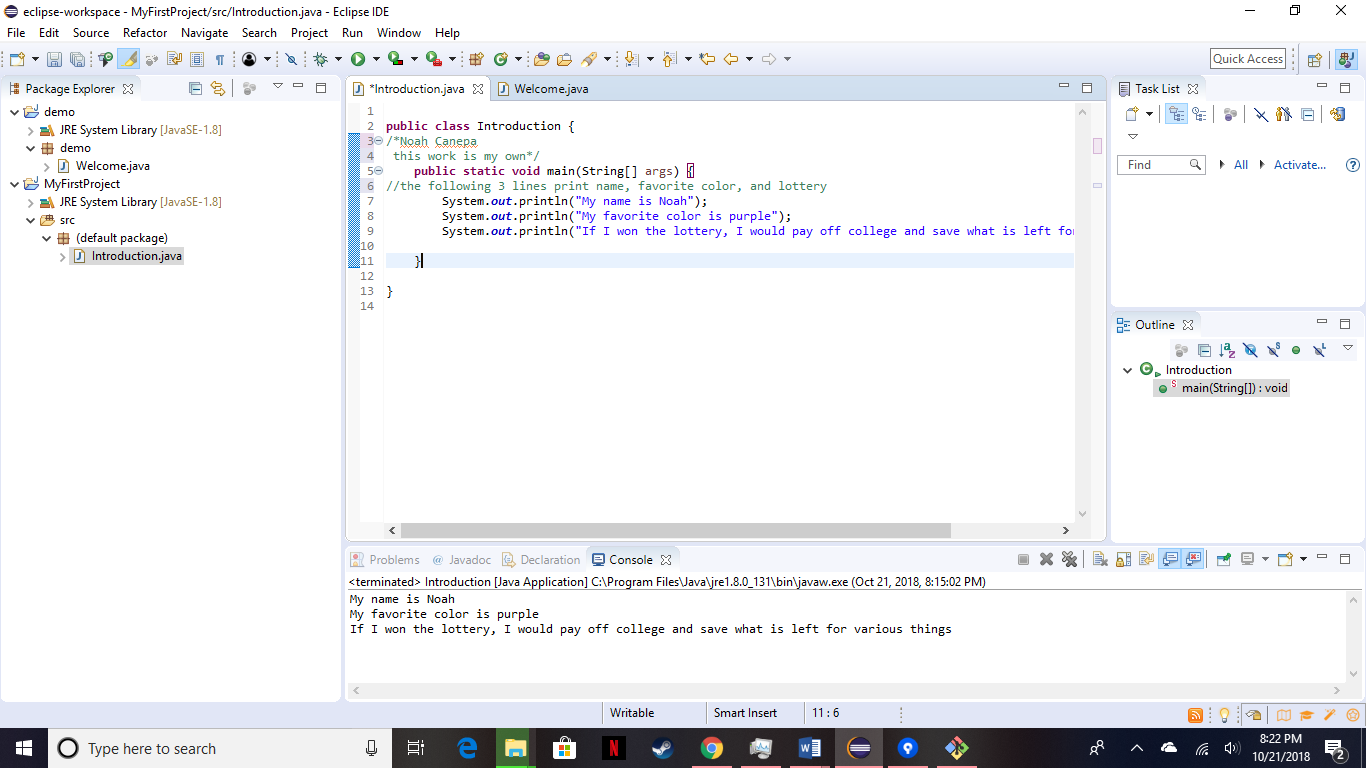 eclipse-workspace - MyFirstProject/src/Introduction.java - Eclipse IDE
File Edit Source Refactor Navigate Search Project Run Window Help
Quick Access
Package Explorer
demo
JRE System Library [JavaSE-1.8]
demo
Welcome.java
MyFirstProject
JRE System Library [JavaSE-1.8]
src
(default package)
Introduction.java
*Introduction.java Welcome.java
1
2 public class Introduction {
3 /*Noah Canepa
4 this work is my own*/
5 public static void main(String[] args) {
6 //the following 3 lines print name, favorite color, and lottery
7 System.out.println("My name is Noah");
8 System.out.println("My favorite color is purple");
9 System.out.println("If I won the lottery, I would pay off college and save what is left fo
10
11 }
12
13 }
14
Task List
Find All Activate...
Outline
Introduction
main(String[]) : void
Problems @ Javadoc Declaration Console
<terminated> Introduction [Java Application] C:\Program Files\Java\jre1.8.0_131\bin\javaw.exe (Oct 21, 2018, 8:15:02 PM)
My name is Noah
My favorite color is purple
If I won the lottery, I would pay off college and save what is left for various things
Writable Smart Insert 11 : 6
Type here to search
8:22 PM
10/21/2018
2